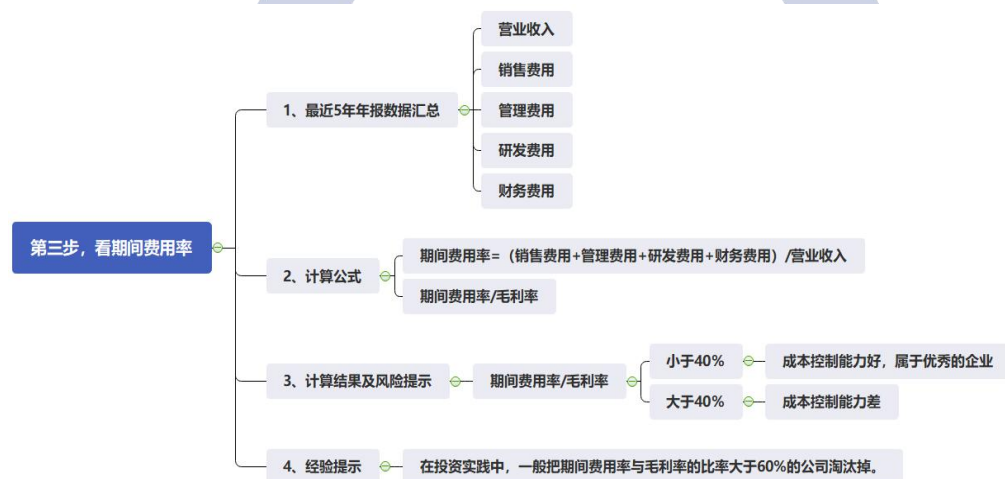 第三步，看期间费用率
1、最近5年年报数据汇总
营业收入
销售费用
管理费用
研发费用
财务费用
2、计算公式
期间费用率=（销售费用+管理费用+研发费用+财务费用）/营业收入
期间费用率/毛利率
3、计算结果及风险提示
期间费用率/毛利率
小于40%
成本控制能力好，属于优秀的企业
大于40%
成本控制能力差
4、经验提示
在投资实践中，一般把期间费用率与毛利率的比率大于60%的公司淘汰掉。